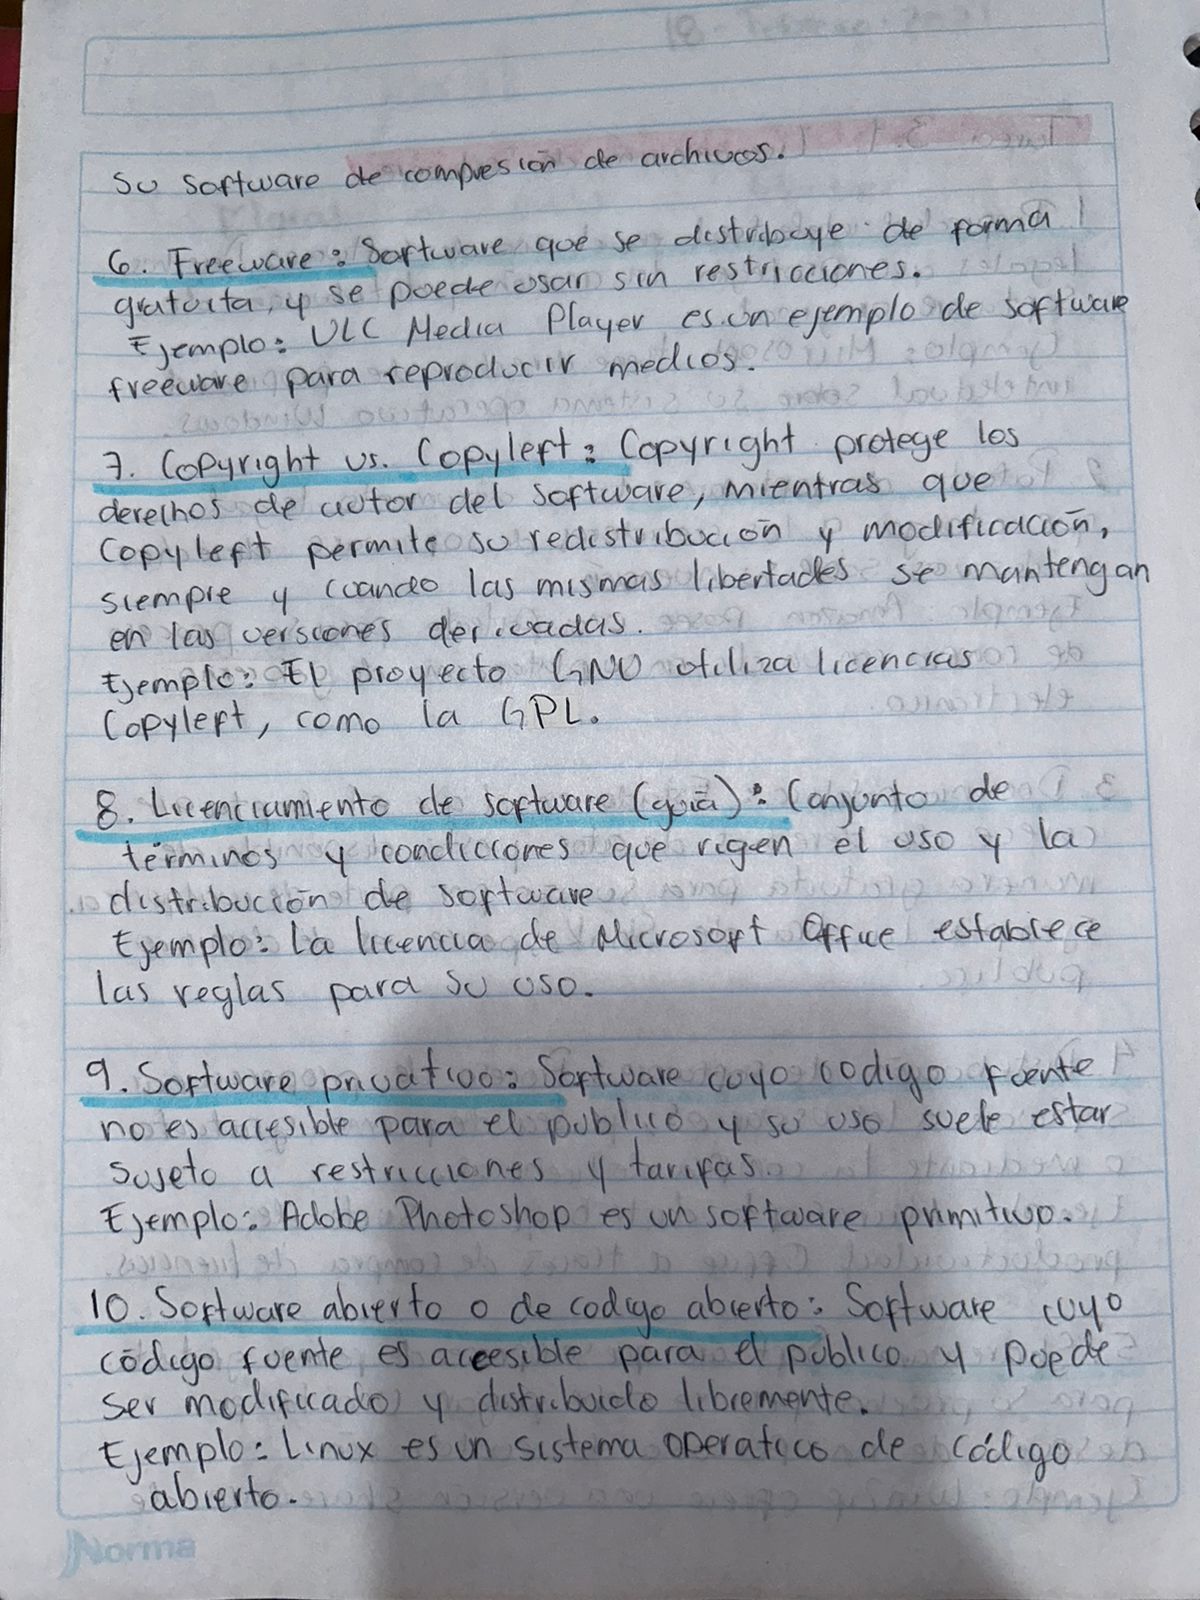 su software de compresión de archivos.
6. Freeware: Software que se distribuye de forma
gratuita, y se puede usar sin restricciones.
Ejemplo: VLC Media Player es un ejemplo de software
freeware para reproducir medios.
7. Copyright vs. Copyleft: Copyright protege los
derechos de autor del software, mientras que
Copyleft permite su redistribución y modificación,
siempre y cuando las mismas libertades se mantengan
en las versiones derivadas.
Ejemplo: El proyecto GNU utiliza licencias
Copyleft, como la GPL.
8. Licenciamiento de software (guía): Conjunto de
términos y condiciones que rigen el uso y la
distribución de software
Ejemplo: La licencia de Microsoft Office establece
las reglas para su uso.
9. Software privativo: Software cuyo codigo fuente
no es accesible para el publico y su uso suele estar
sujeto a restricciones y tarifas.
Ejemplo: Adobe Photoshop es un software primitivo.
10. Software abierto o de codigo abierto: Software cuyo
código fuente es accesible para el público y puede
ser modificado y distribuido libremente.
Ejemplo: Linux es un sistema operativo de código
abierto.
Norma